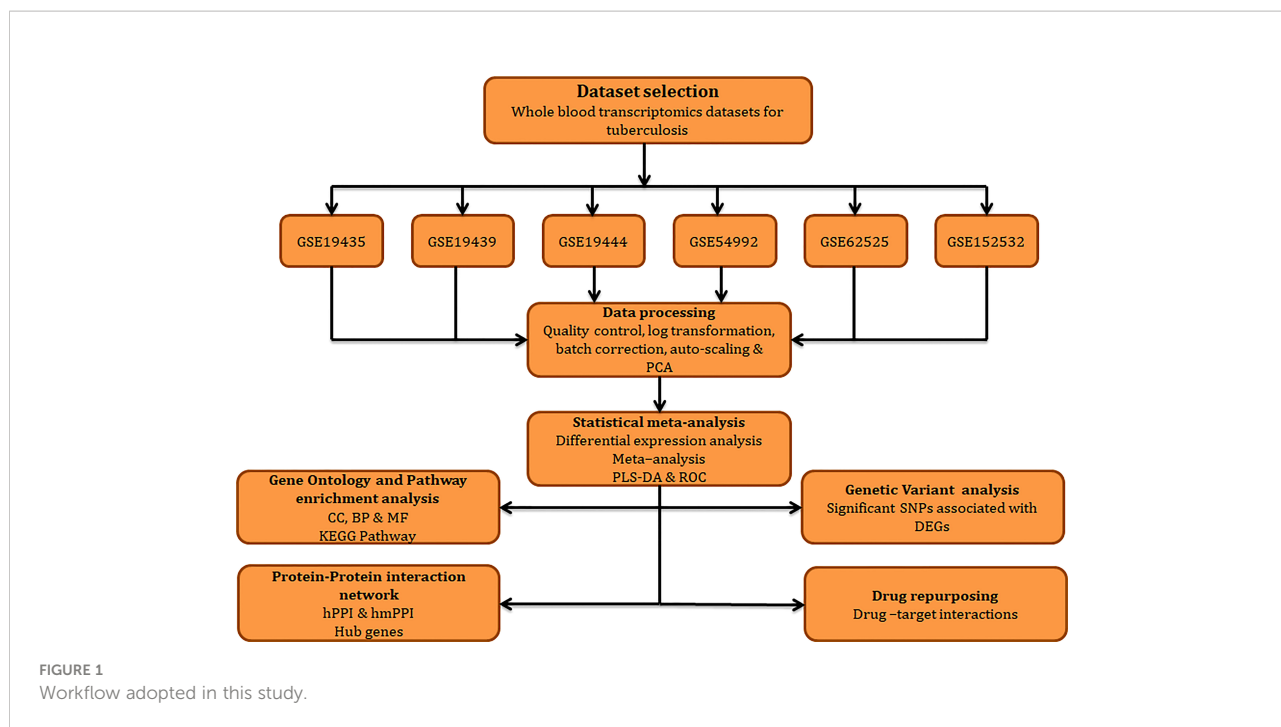 Dataset selection
Whole blood transcriptomics datasets for
tuberculosis
GSE19435
GSE19439
GSE19444
GSE54992
GSE62525
GSE152532
Data processing
Quality control, log transformation,
batch correction, auto-scaling &
PCA
Statistical meta-analysis
Differential expression analysis
Meta–analysis
PLS-DA & ROC
Gene Ontology and Pathway
enrichment analysis
CC, BP & MF
KEGG Pathway
Genetic Variant analysis
Significant SNPs associated with
DEGs
Protein-Protein interaction
network
hPPI & hmPPI
Hub genes
Drug repurposing
Drug –target interactions
FIGURE 1
Workflow adopted in this study.